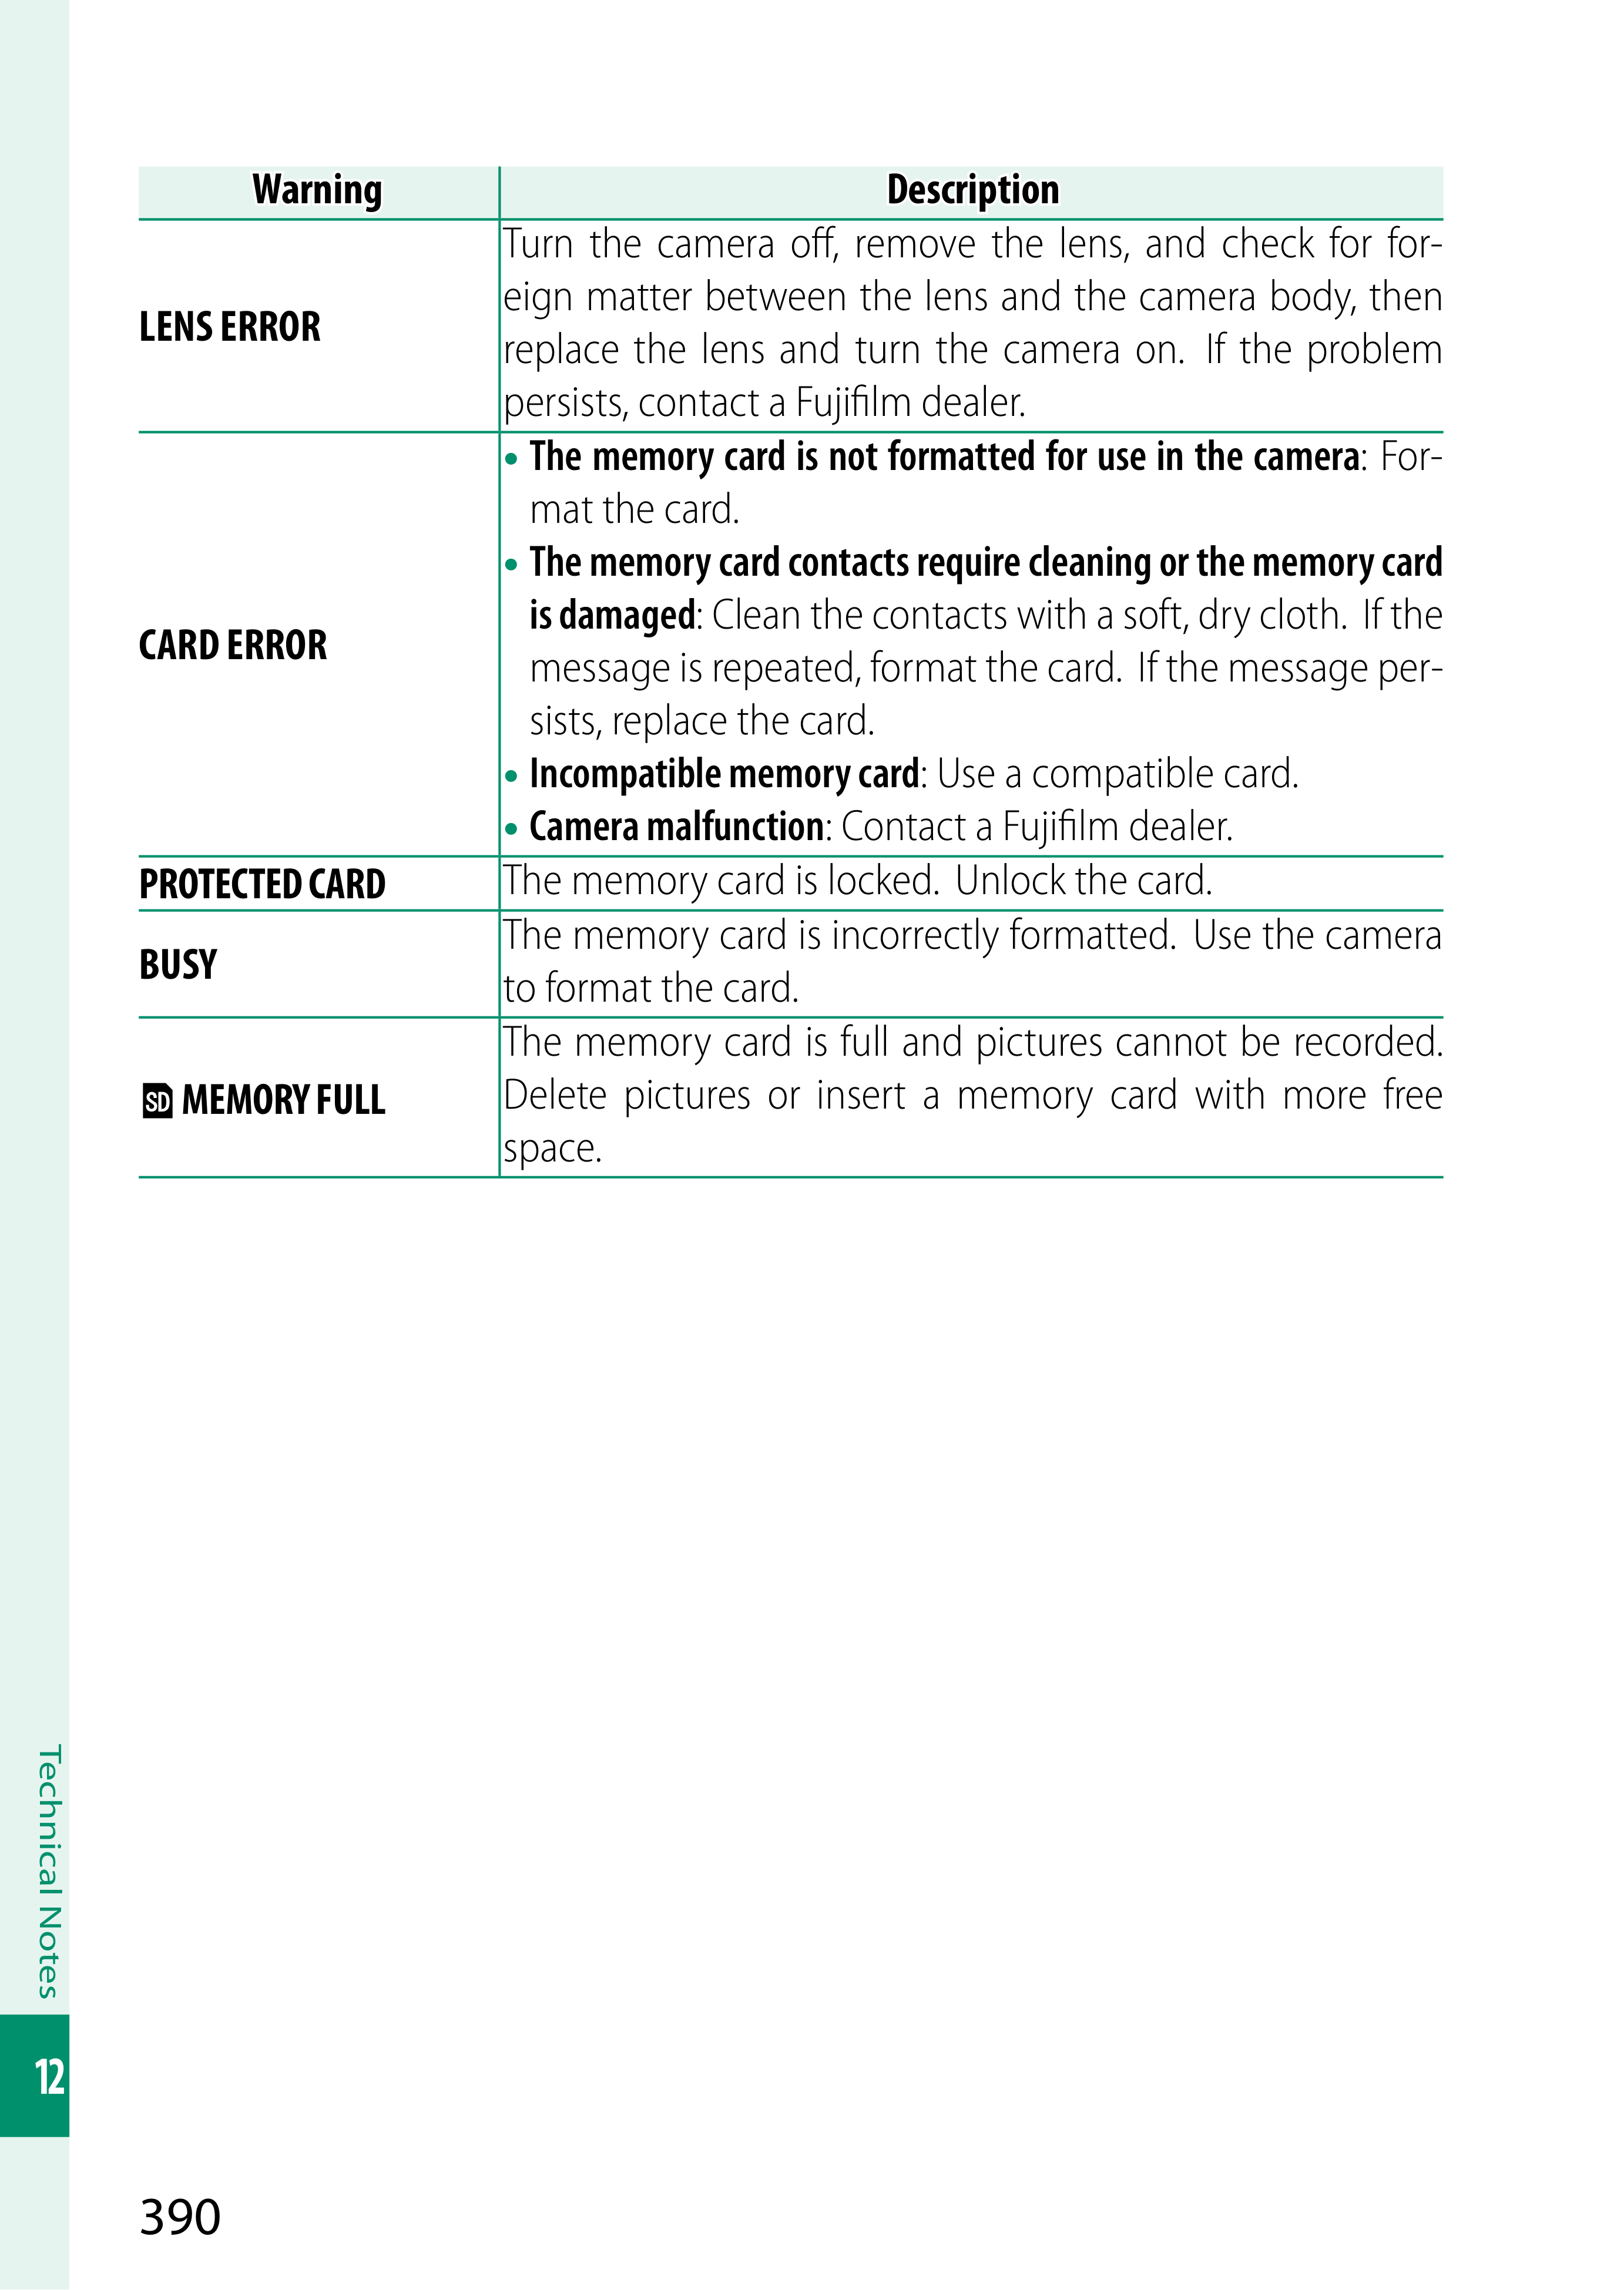 Warning
Description
LENS ERROR
Turn the camera off, remove the lens, and check for for-
eign matter between the lens and the camera body, then
replace the lens and turn the camera on. If the problem
persists, contact a Fujifilm dealer.
CARD ERROR
• The memory card is not formatted for use in the camera: For-
mat the card.
• The memory card contacts require cleaning or the memory card
is damaged: Clean the contacts with a soft, dry cloth. If the
message is repeated, format the card. If the message per-
sists, replace the card.
• Incompatible memory card: Use a compatible card.
• Camera malfunction: Contact a Fujifilm dealer.
PROTECTED CARD
The memory card is locked. Unlock the card.
BUSY
The memory card is incorrectly formatted. Use the camera
to format the card.
SD MEMORY FULL
The memory card is full and pictures cannot be recorded.
Delete pictures or insert a memory card with more free
space.
Technical Notes
12
390